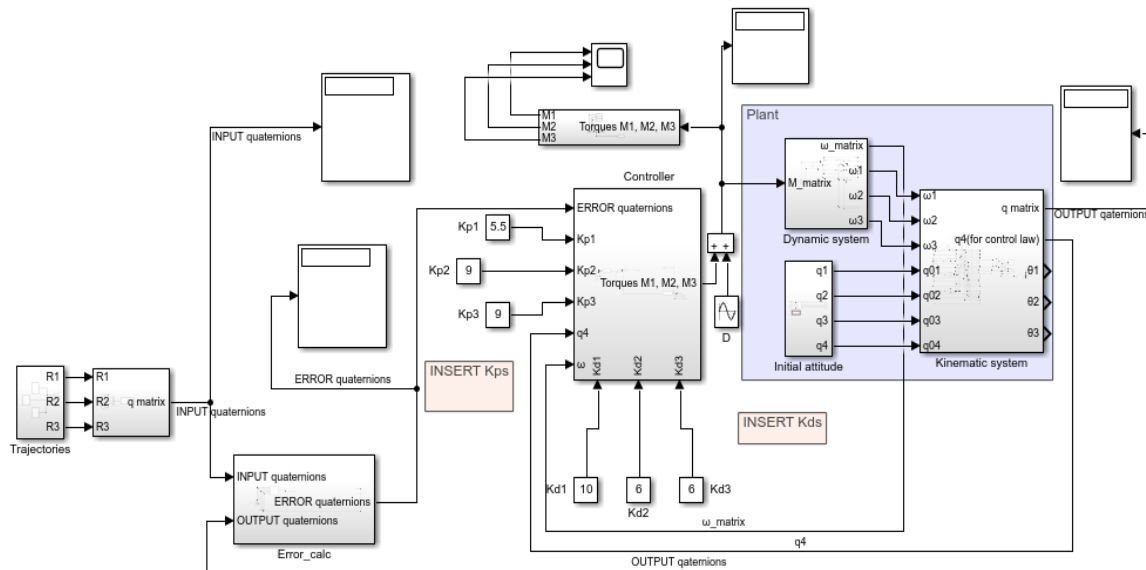 INPUT quaternions
M1
M2
M3
Torques M1, M2, M3
Plant
ω_matrix
ω1
ω2
ω3
M_matrix
Dynamic system
ω1
ω2
ω3
q01
q02
q03
q04
q matrix
q4(for control law)
θ1
θ2
θ3
Kinematic system
OUTPUT qaternions
q1
q2
q3
q4
Initial attitude
Controller
ERROR quaternions
Kp1
Kp2
Kp3
q4
ω
Torques M1, M2, M3
Kd1
Kd2
Kd3
Kp1
5.5
Kp2
9
Kp3
9
+ +
D
ERROR quaternions
INSERT Kps
INSERT Kds
R1
R2
R3
Trajectories
R1
R2
R3
q matrix
INPUT quaternions
INPUT quaternions
OUTPUT quaternions
ERROR quaternions
Error_calc
Kd1
10
6
Kd2
6
Kd3
ω_matrix
q4
OUTPUT qaternions